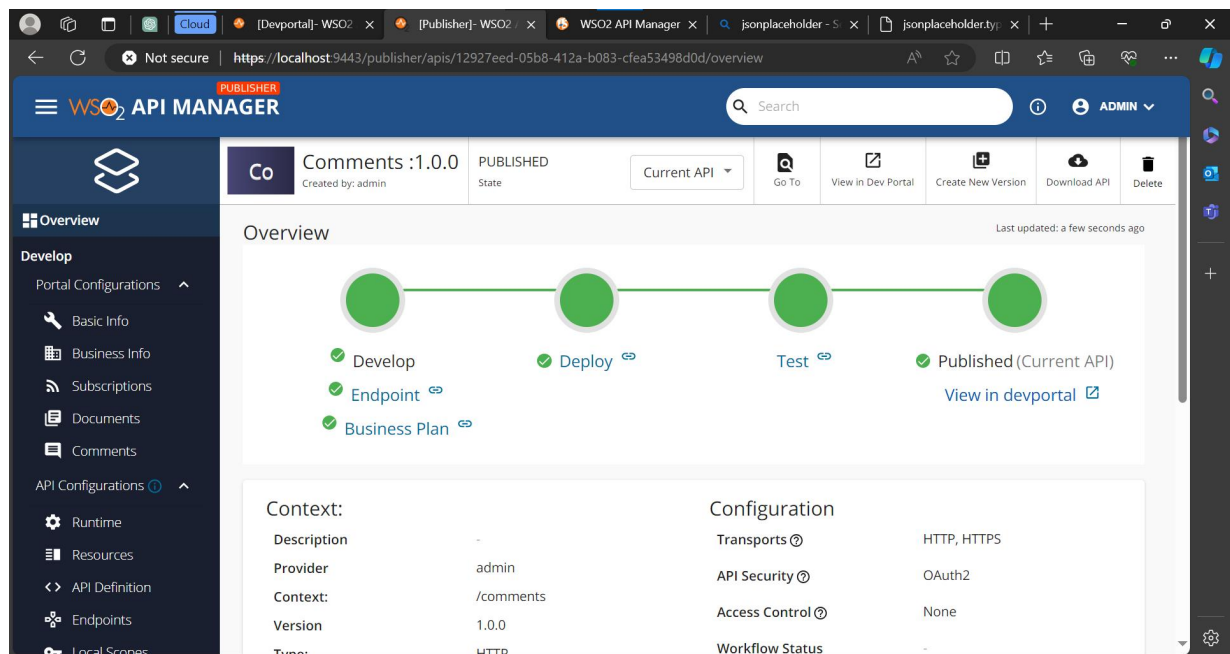 Cloud
[Devportal]- WSO2
[Publisher]- WSO2
WSO2 API Manager
jsonplaceholder - S
jsonplaceholder.typ
Not secure
https://localhost:9443/publisher/apis/12927eed-05b8-412a-b083-cfea53498d0d/overview
PUBLISHER
WSO2 API MANAGER
Search
ADMIN
Co
Comments :1.0.0
Created by: admin
PUBLISHED
State
Current API
Go To
View in Dev Portal
Create New Version
Download API
Delete
Overview
Develop
Portal Configurations
Basic Info
Business Info
Subscriptions
Documents
Comments
API Configurations
Runtime
Resources
API Definition
Endpoints
Local Scopes
Overview
Last updated: a few seconds ago
Develop
Endpoint
Business Plan
Deploy
Test
Published (Current API)
View in devportal
Context:
Description -
Provider admin
Context: /comments
Version 1.0.0
Type: HTTP
Configuration
Transports HTTP, HTTPS
API Security OAuth2
Access Control None
Workflow Status -